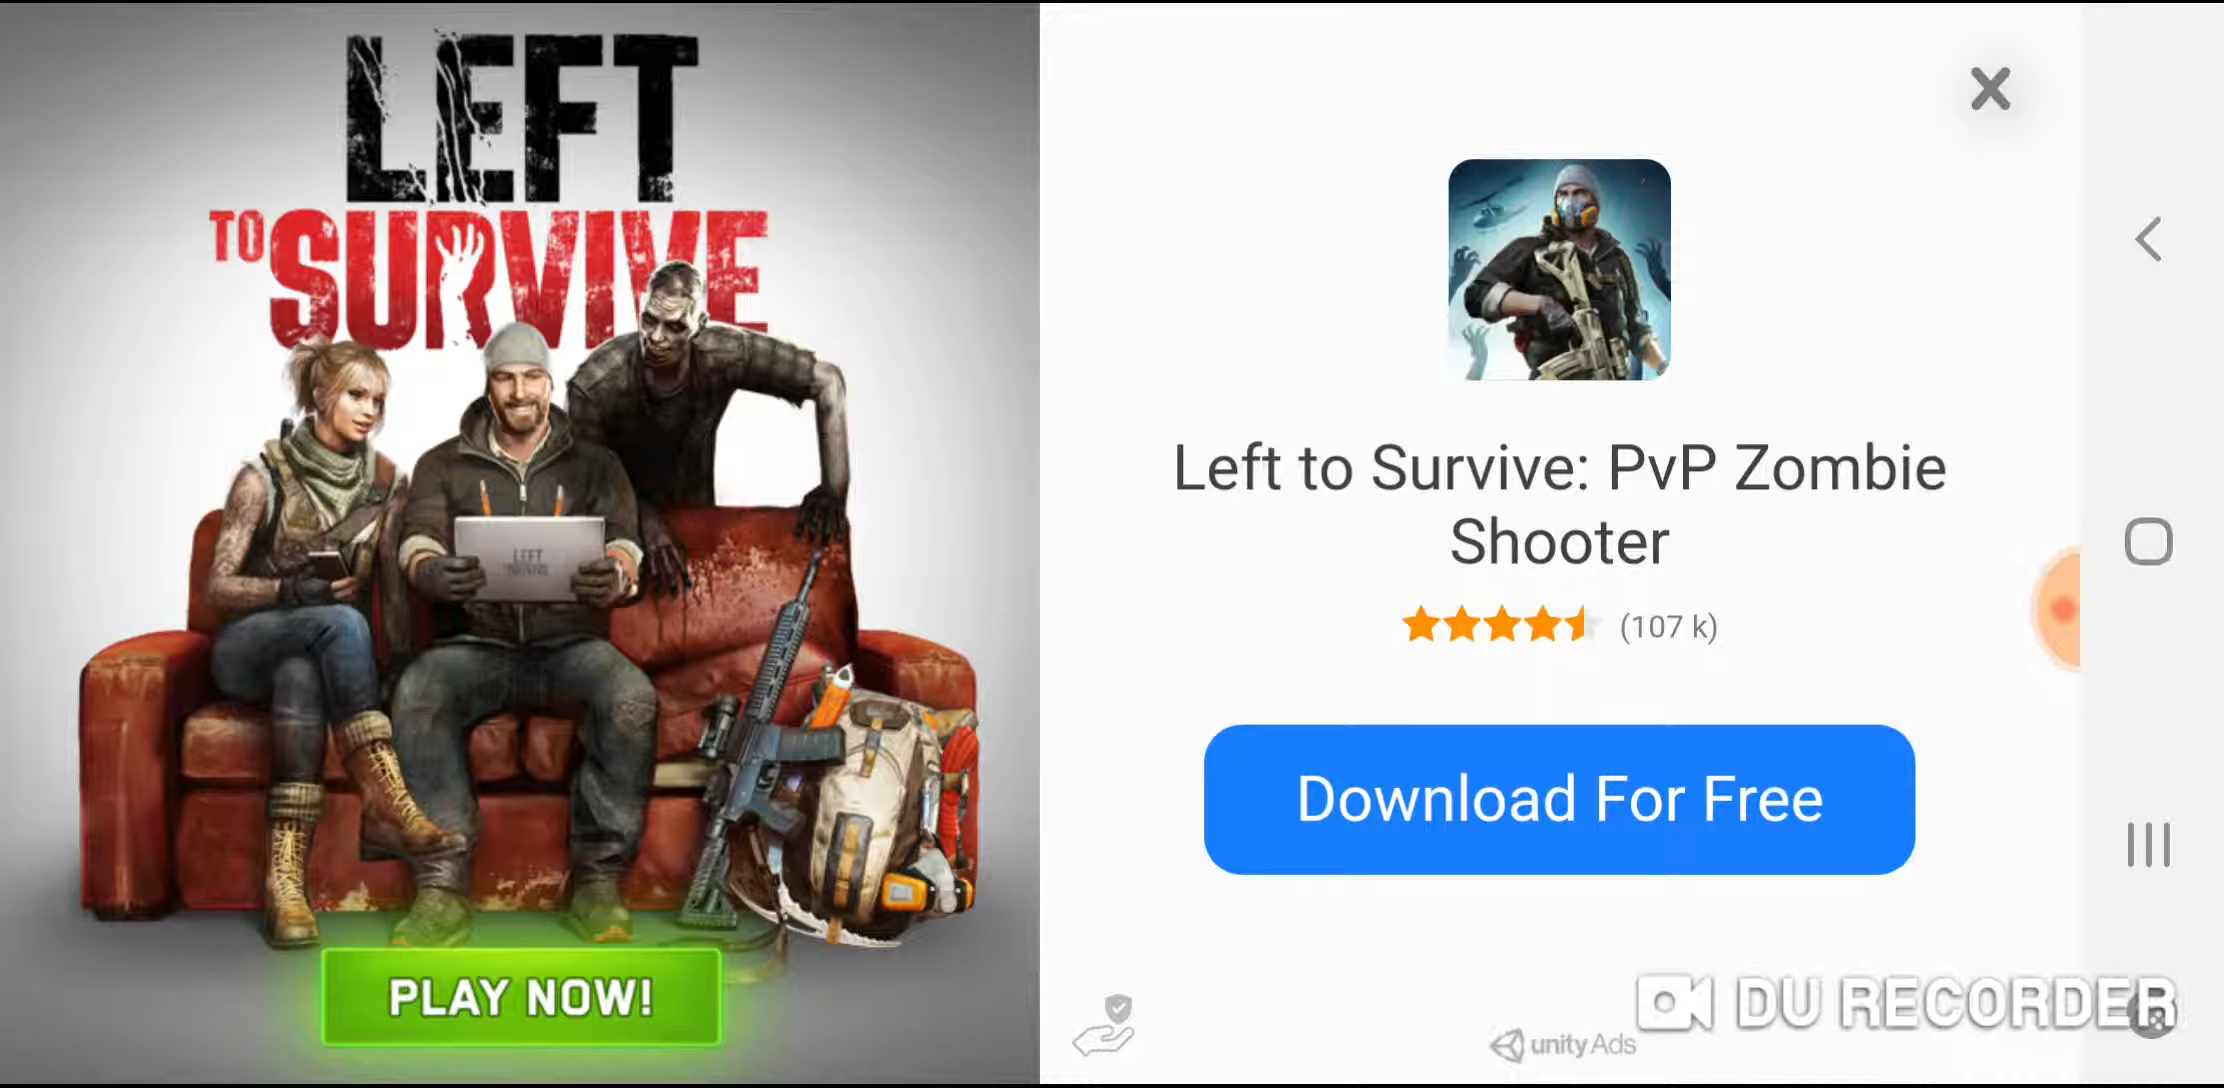 LEFT
TO SURVIVE
LEFT
PLAY NOW!
Left to Survive: PvP Zombie
Shooter
(107 k)
Download For Free
unity Ads
DU RECORDER